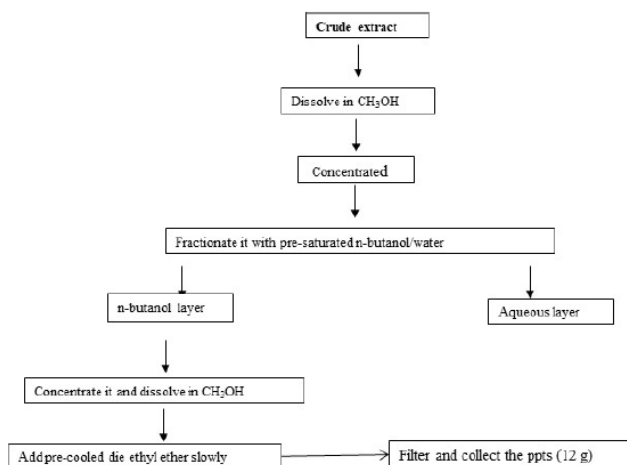 Crude extract
Dissolve in CH₃OH
Concentrated
Fractionate it with pre-saturated n-butanol/water
n-butanol layer
Aqueous layer
Concentrate it and dissolve in CH₃OH
Add pre-cooled die ethyl ether slowly
Filter and collect the ppts (12 g)